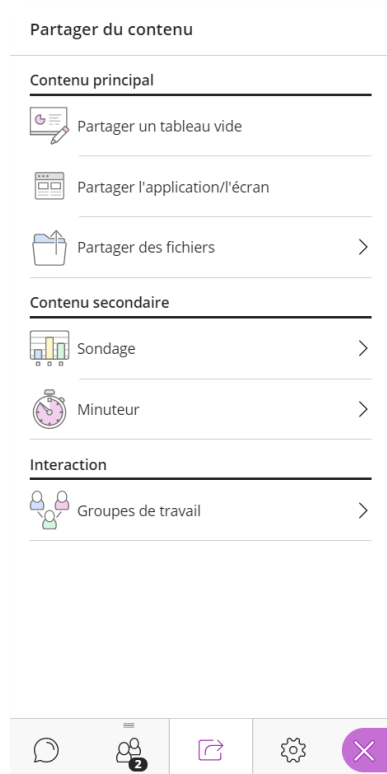 Partager du contenu
Contenu principal
Partager un tableau vide
Partager l'application/l'écran
Partager des fichiers
Contenu secondaire
Sondage
Minuteur
Interaction
Groupes de travail
2